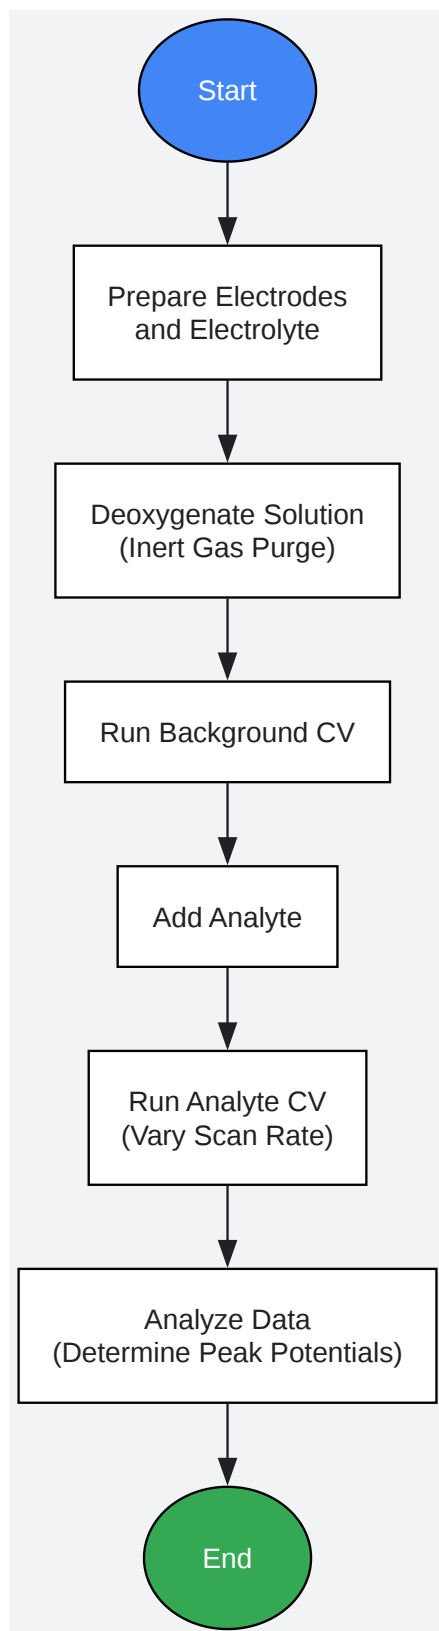 Start
Prepare Electrodes
and Electrolyte
Deoxygenate Solution
(Inert Gas Purge)
Run Background CV
Add Analyte
Run Analyte CV
(Vary Scan Rate)
Analyze Data
(Determine Peak Potentials)
End